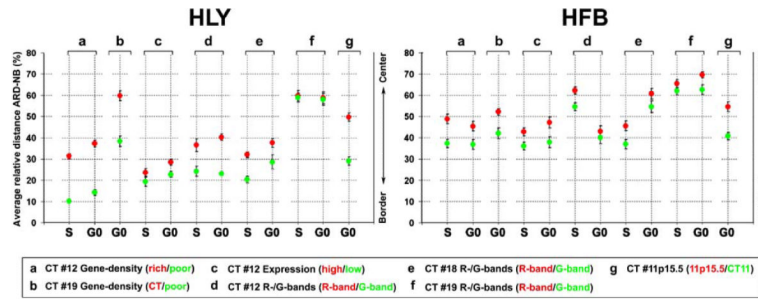 HLY HFB
a b c d e f g a b c d e f g
Average relative distance ARD-NB (%)
80
70
60
50
40
30
20
10
0
Center
Border
80
70
60
50
40
30
20
10
0
S G0 G0 S G0 S G0 S G0 S G0 G0 S G0 G0 S G0 S G0 S G0 S G0 G0
a CT #12 Gene-density (rich/poor) c CT #12 Expression (high/low) e CT #18 R-/G-bands (R-band/G-band) g CT #11p15.5 (11p15.5/CT11)
b CT #19 Gene-density (CT/poor) d CT #12 R-/G-bands (R-band/G-band) f CT #19 R-/G-bands (R-band/G-band)